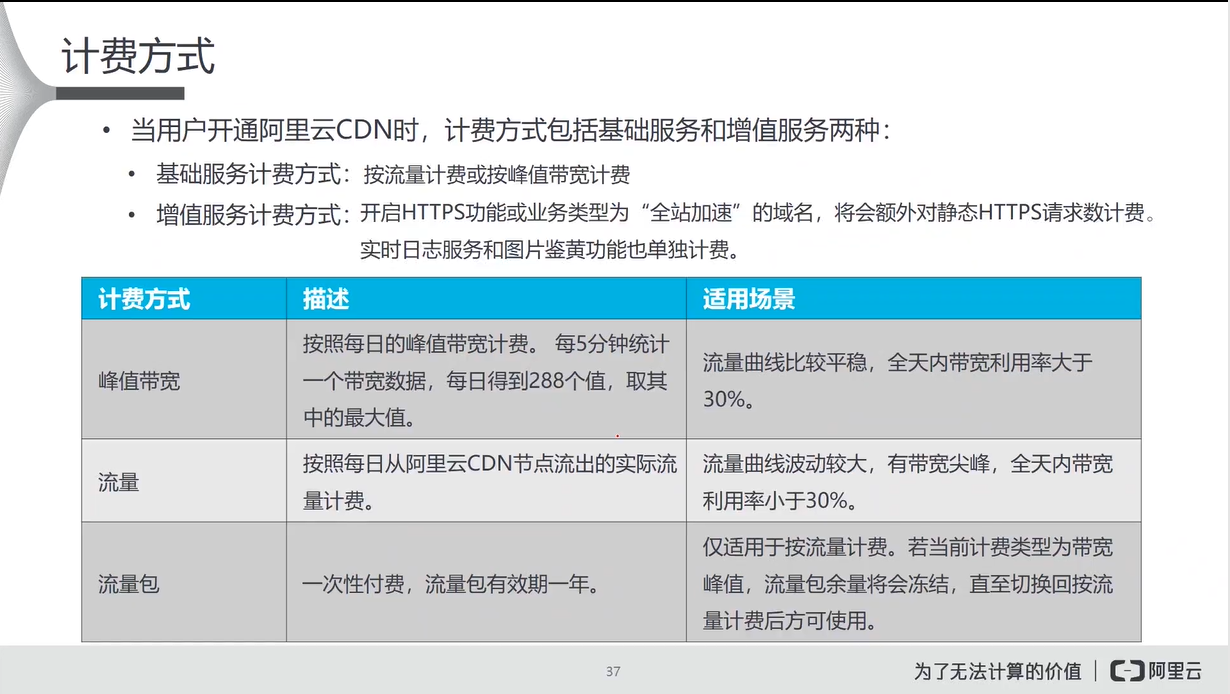 计费方式
• 当用户开通阿里云CDN时，计费方式包括基础服务和增值服务两种：
• 基础服务计费方式：按流量计费或按峰值带宽计费
• 增值服务计费方式：开启HTTPS功能或业务类型为“全站加速”的域名，将会额外对静态HTTPS请求数计费。
实时日志服务和图片鉴黄功能也单独计费。
计费方式 描述 适用场景
峰值带宽
按照每日的峰值带宽计费。 每5分钟统计
一个带宽数据，每日得到288个值，取其
中的最大值。
流量曲线比较平稳，全天内带宽利用率大于
30%。
流量
按照每日从阿里云CDN节点流出的实际流
量计费。
流量曲线波动较大，有带宽尖峰，全天内带宽
利用率小于30%。
流量包
一次性付费，流量包有效期一年。
仅适用于按流量计费。若当前计费类型为带宽
峰值，流量包余量将会冻结，直至切换回按流
量计费后方可使用。
37
为了无法计算的价值 | 阿里云